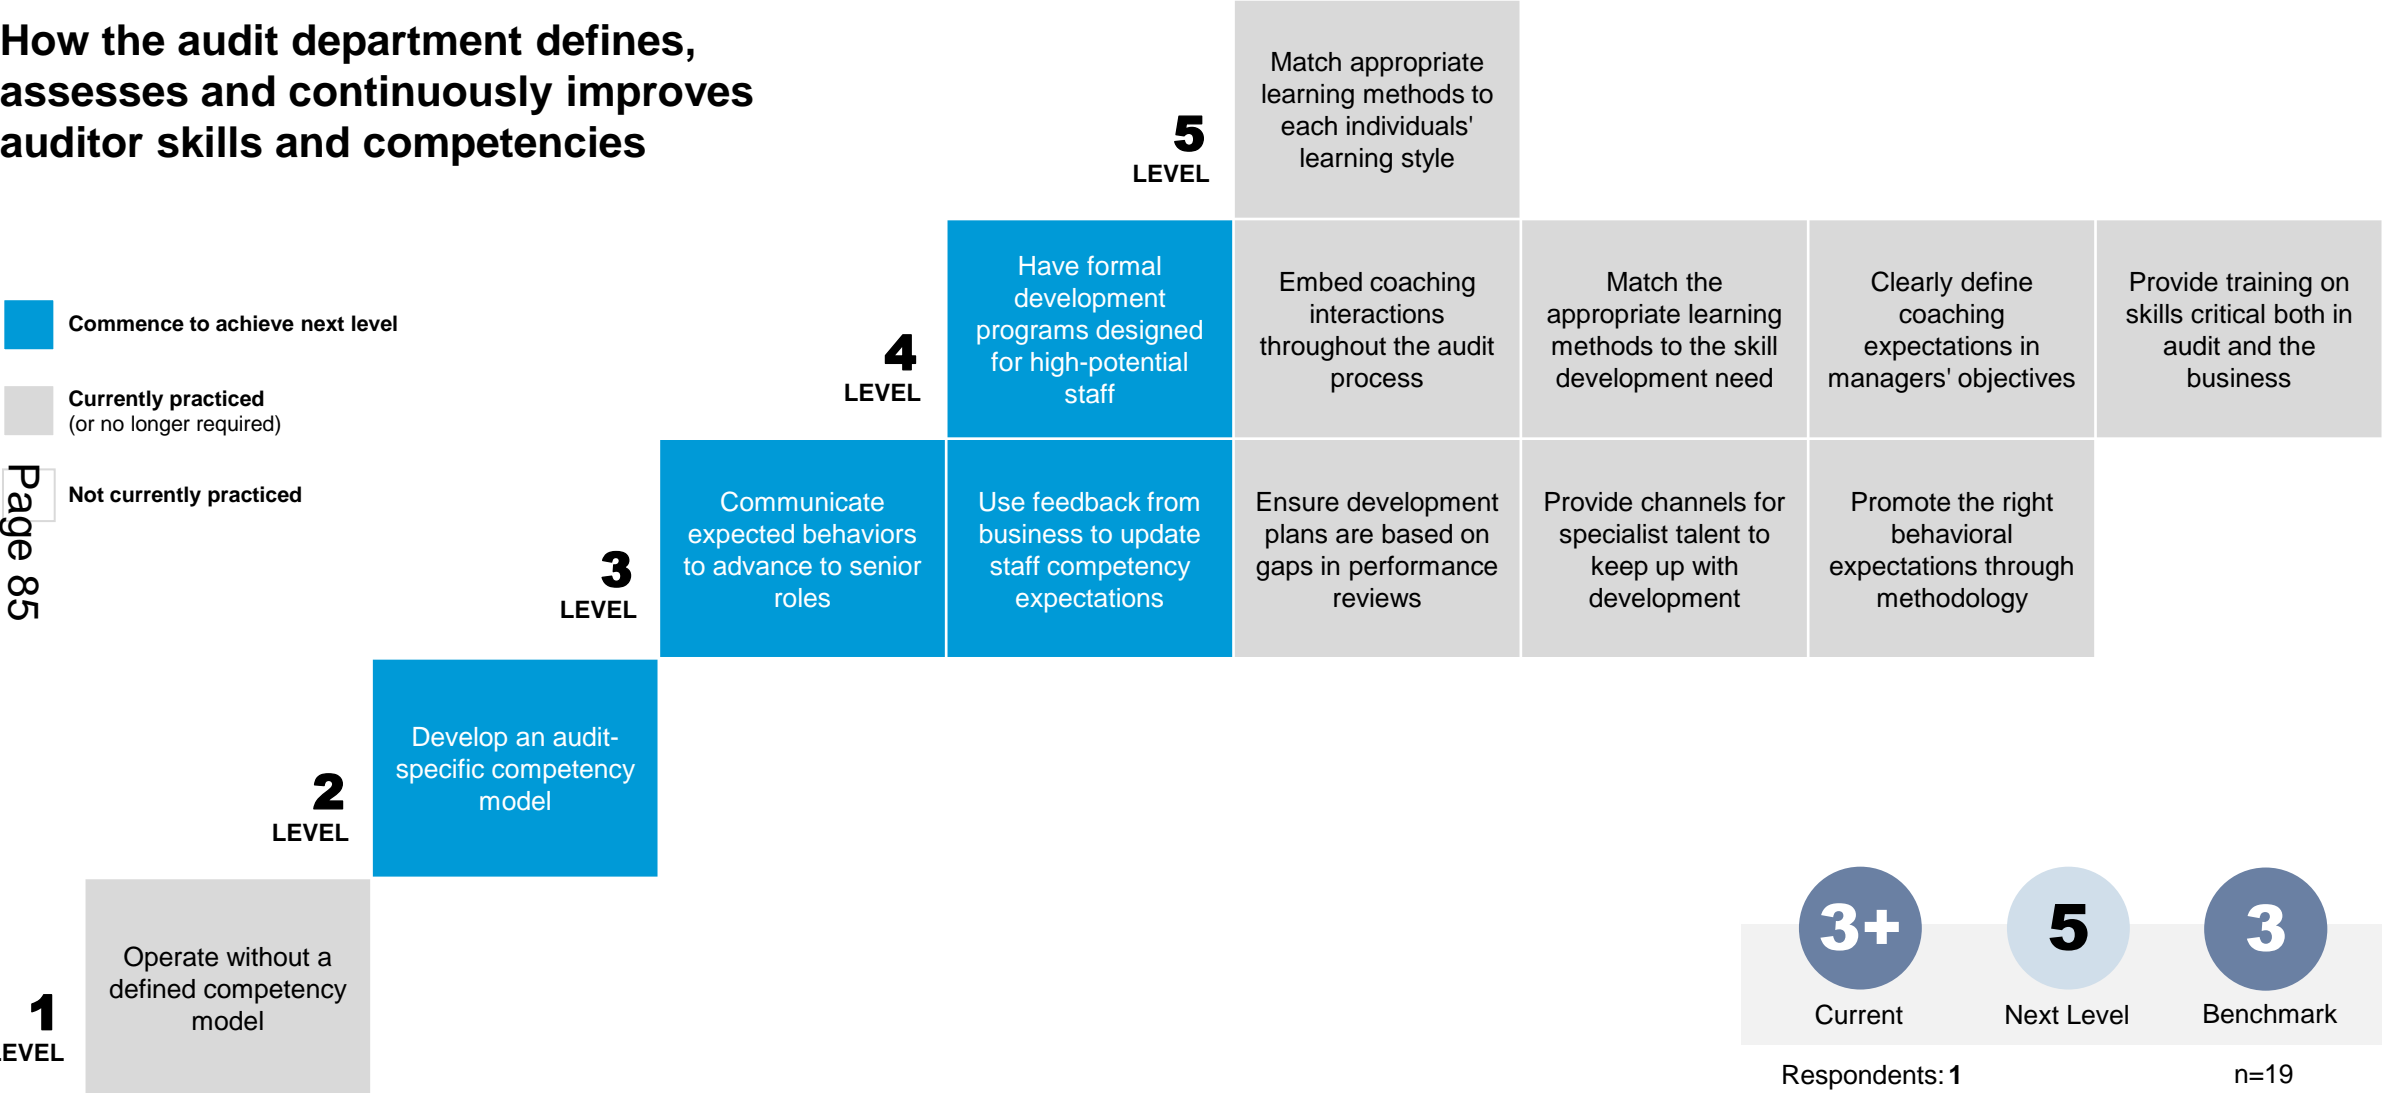 How the audit department defines,
assesses and continuously improves
auditor skills and competencies
Commence to achieve next level
Currently practiced
(or no longer required)
Not currently practiced
Page 85
5
LEVEL
Match appropriate
learning methods to
each individuals'
learning style
4
LEVEL
Have formal
development
programs designed
for high-potential
staff
Embed coaching
interactions
throughout the audit
process
Match the
appropriate learning
methods to the skill
development need
Clearly define
coaching
expectations in
managers' objectives
Provide training on
skills critical both in
audit and the
business
3
LEVEL
Communicate
expected behaviors
to advance to senior
roles
Use feedback from
business to update
staff competency
expectations
Ensure development
plans are based on
gaps in performance
reviews
Provide channels for
specialist talent to
keep up with
development
Promote the right
behavioral
expectations through
methodology
2
LEVEL
Develop an audit-
specific competency
model
1
LEVEL
Operate without a
defined competency
model
3+
Current
5
Next Level
3
Benchmark
Respondents: 1
n=19